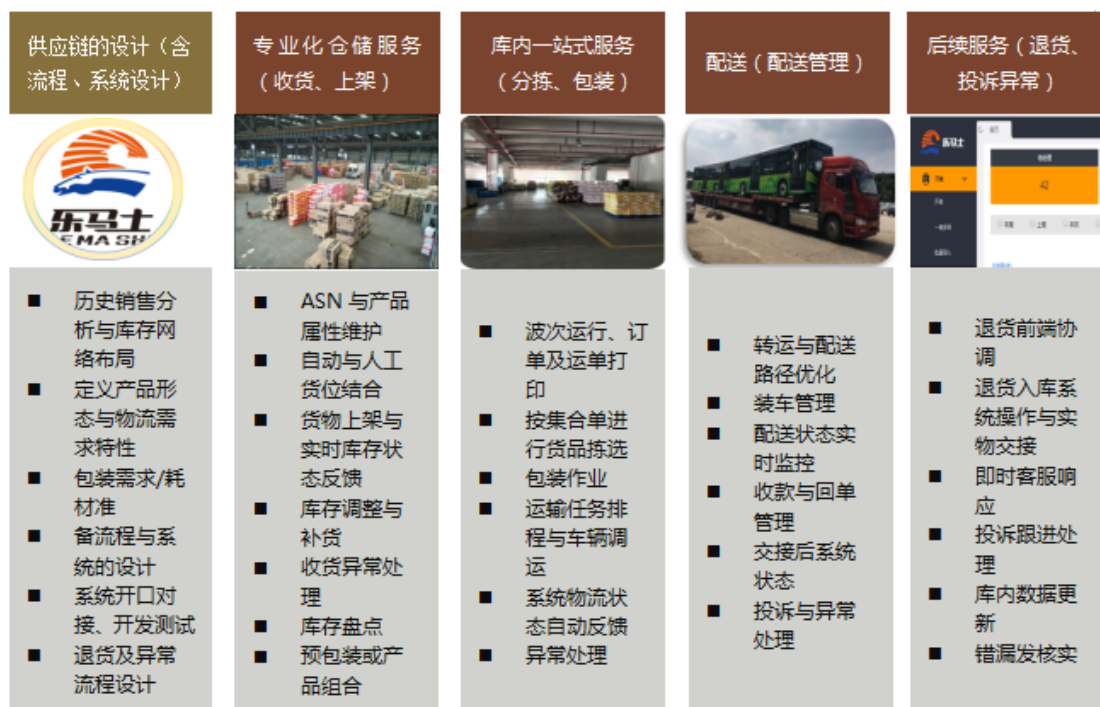 供应链的设计（含
流程、系统设计）
专业化仓储服务
（收货、上架）
库内一站式服务
（分拣、包装）
配送（配送管理）
后续服务（退货、
投诉异常）
乐马士
LE MA SHI
乐马士
42
■ 历史销售分
析与库存网
络布局
■ 定义产品形
态与物流需
求特性
■ 包装需求/耗
材准
■ 备流程与系
统的设计
■ 系统开口对
接、开发测试
■ 退货及异常
流程设计
■ ASN 与产品
属性维护
■ 自动与人工
货位结合
■ 货物上架与
实时库存状
态反馈
■ 库存调整与
补货
■ 收货异常处
理
■ 库存盘点
■ 预包装或产
品组合
■ 波次运行、订
单及运单打
印
■ 按集合单进
行货品拣选
■ 包装作业
■ 运输任务排
程与车辆调
运
■ 系统物流状
态自动反馈
■ 异常处理
■ 转运与配送
路径优化
■ 装车管理
■ 配送状态实
时监控
■ 收款与回单
管理
■ 交接后系统
状态
■ 投诉与异常
处理
■ 退货前端协
调
■ 退货入库系
统操作与实
物交接
■ 即时客服响
应
■ 投诉跟进处
理
■ 库内数据更
新
■ 错漏发核实